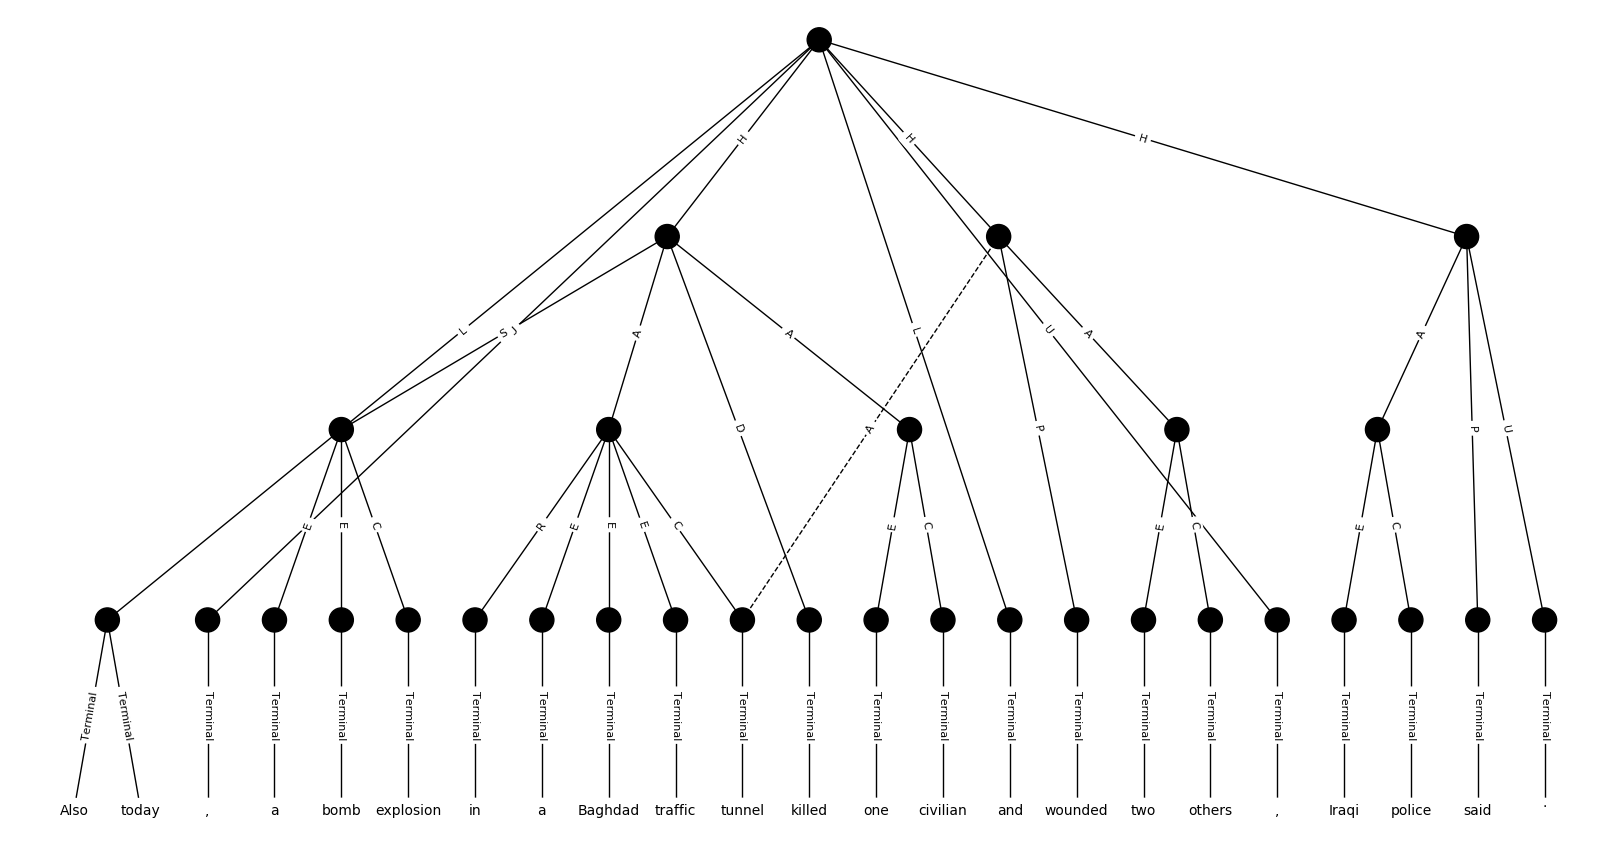 H H H
L S U A A L U A A
A D P P U
E E C R E E E C E C E C E C
Terminal Terminal Terminal Terminal Terminal Terminal Terminal Terminal Terminal Terminal Terminal Terminal Terminal Terminal Terminal Terminal Terminal Terminal Terminal Terminal Terminal Terminal Terminal
Also today , a bomb explosion in a Baghdad traffic tunnel killed one civilian and wounded two others , Iraqi police said .